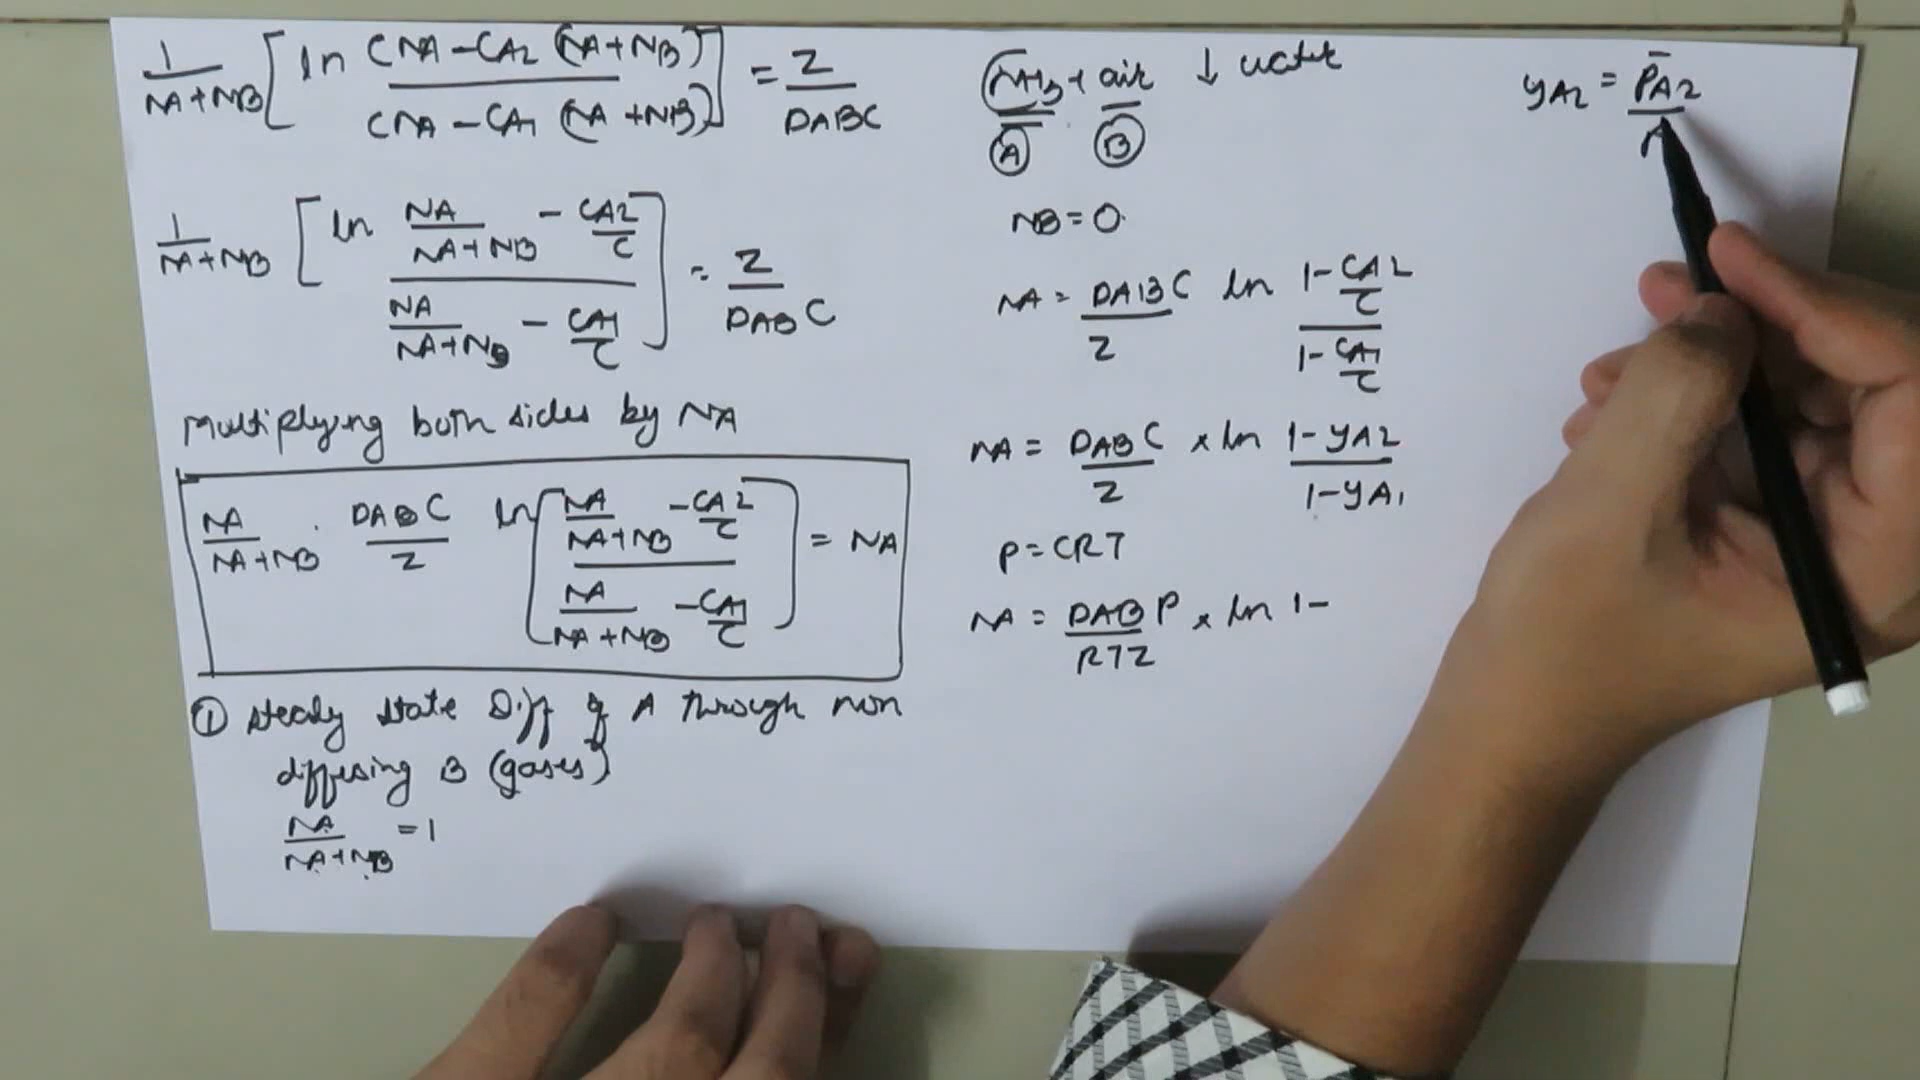 1/(NA+NB) [ln (CNA-CA2(NA+NB))/(CNA-CA1(NA+NB))] = Z/DABC
1/(NA+NB) [ln (NA/(NA+NB) - CA2/C)/(NA/(NA+NB) - CA1/C)] = Z/DABC
Multiplying both sides by NA
NA/(NA+NB) . DABC/Z ln[(NA/(NA+NB) - CA2/C)/(NA/(NA+NB) - CA1/C)] = NA
① Steady State Diff of A through non
diffusing B (gases)
NA/(NA+NB) = 1
NH3 + air ↓ water
A B
NB=0
NA = DABC/Z ln (1-CA2/C)/(1-CA1/C)
NA = DABC/Z × ln (1-YA2)/(1-YA1)
P=CRT
NA = DABP/RTZ × ln 1-
YA2 = P̄A2/